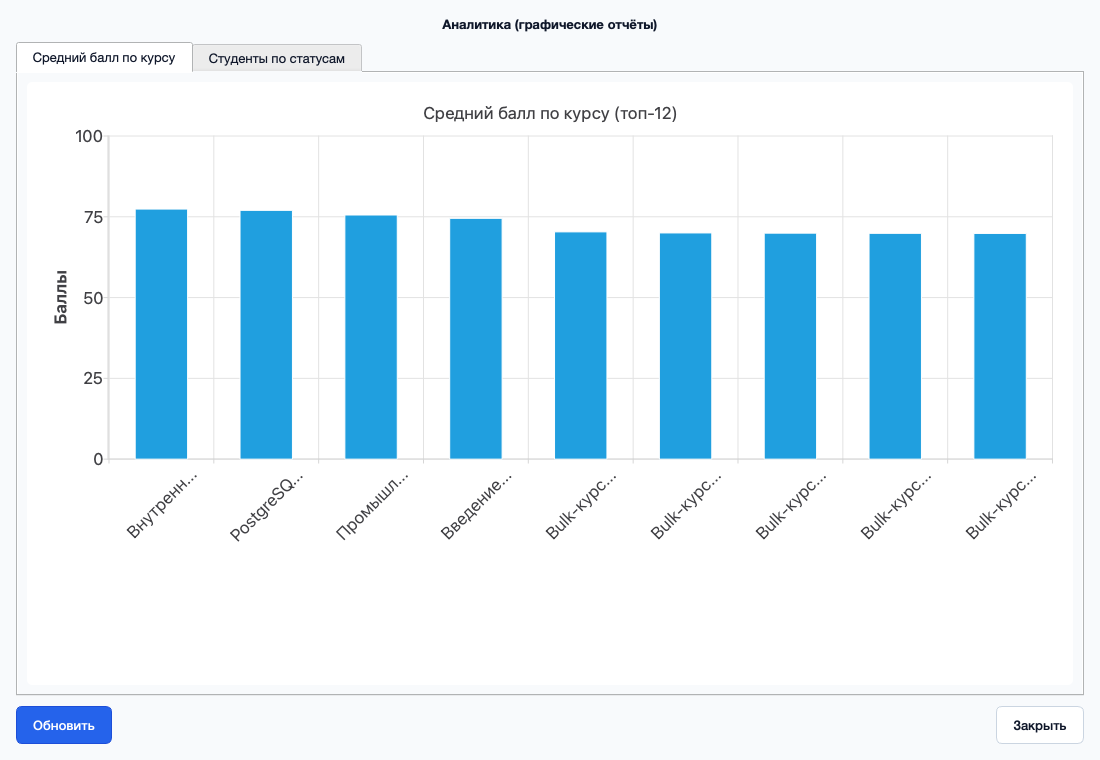 Аналитика (графические отчёты)
Средний балл по курсу
Студенты по статусам
Средний балл по курсу (топ-12)
100
75
50
25
0
Баллы
Внутренн...
PostgreSQ...
Промышл...
Введение...
Bulk-курс...
Bulk-курс...
Bulk-курс...
Bulk-курс...
Bulk-курс...
Обновить
Закрыть